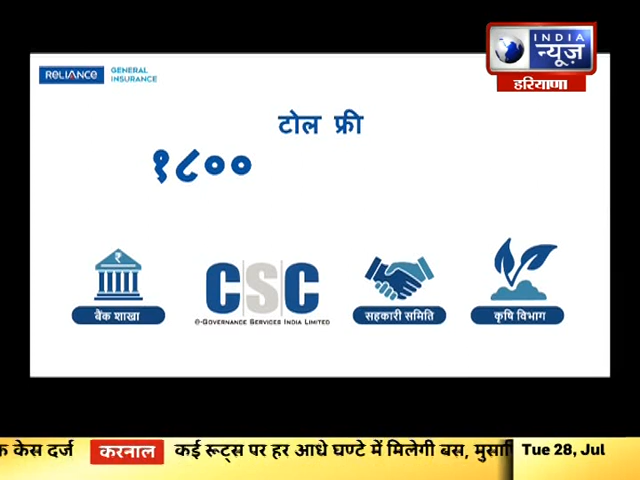 INDIA
न्यूज़
हरियाणा
RELIANCE GENERAL INSURANCE
टोल फ्री
१८००
CSC
e-Governance Services India Limited
बैंक शाखा
सहकारी समिति
कृषि विभाग
केस दर्ज करनाल कई रूट्स पर हर आधे घण्टे में मिलेगी बस, Tue 28, Jul